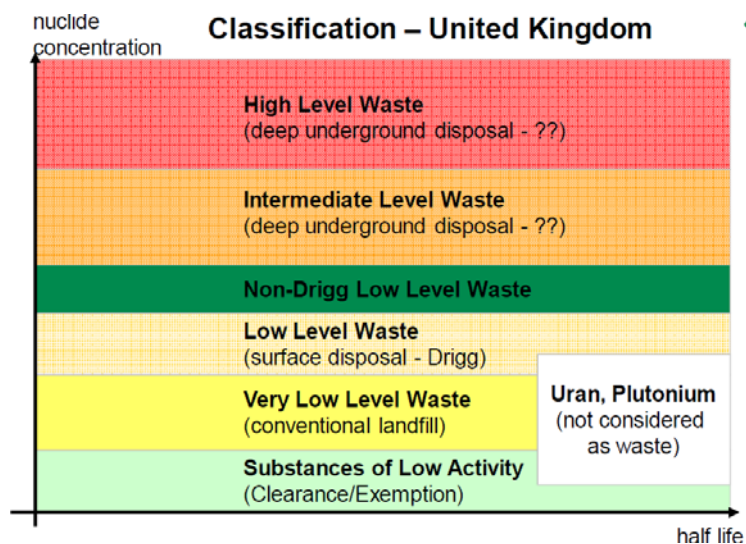 nuclide
concentration
Classification – United Kingdom
High Level Waste
(deep underground disposal - ??)
Intermediate Level Waste
(deep underground disposal - ??)
Non-Drigg Low Level Waste
Low Level Waste
(surface disposal - Drigg)
Very Low Level Waste
(conventional landfill)
Uran, Plutonium
(not considered
as waste)
Substances of Low Activity
(Clearance/Exemption)
half life